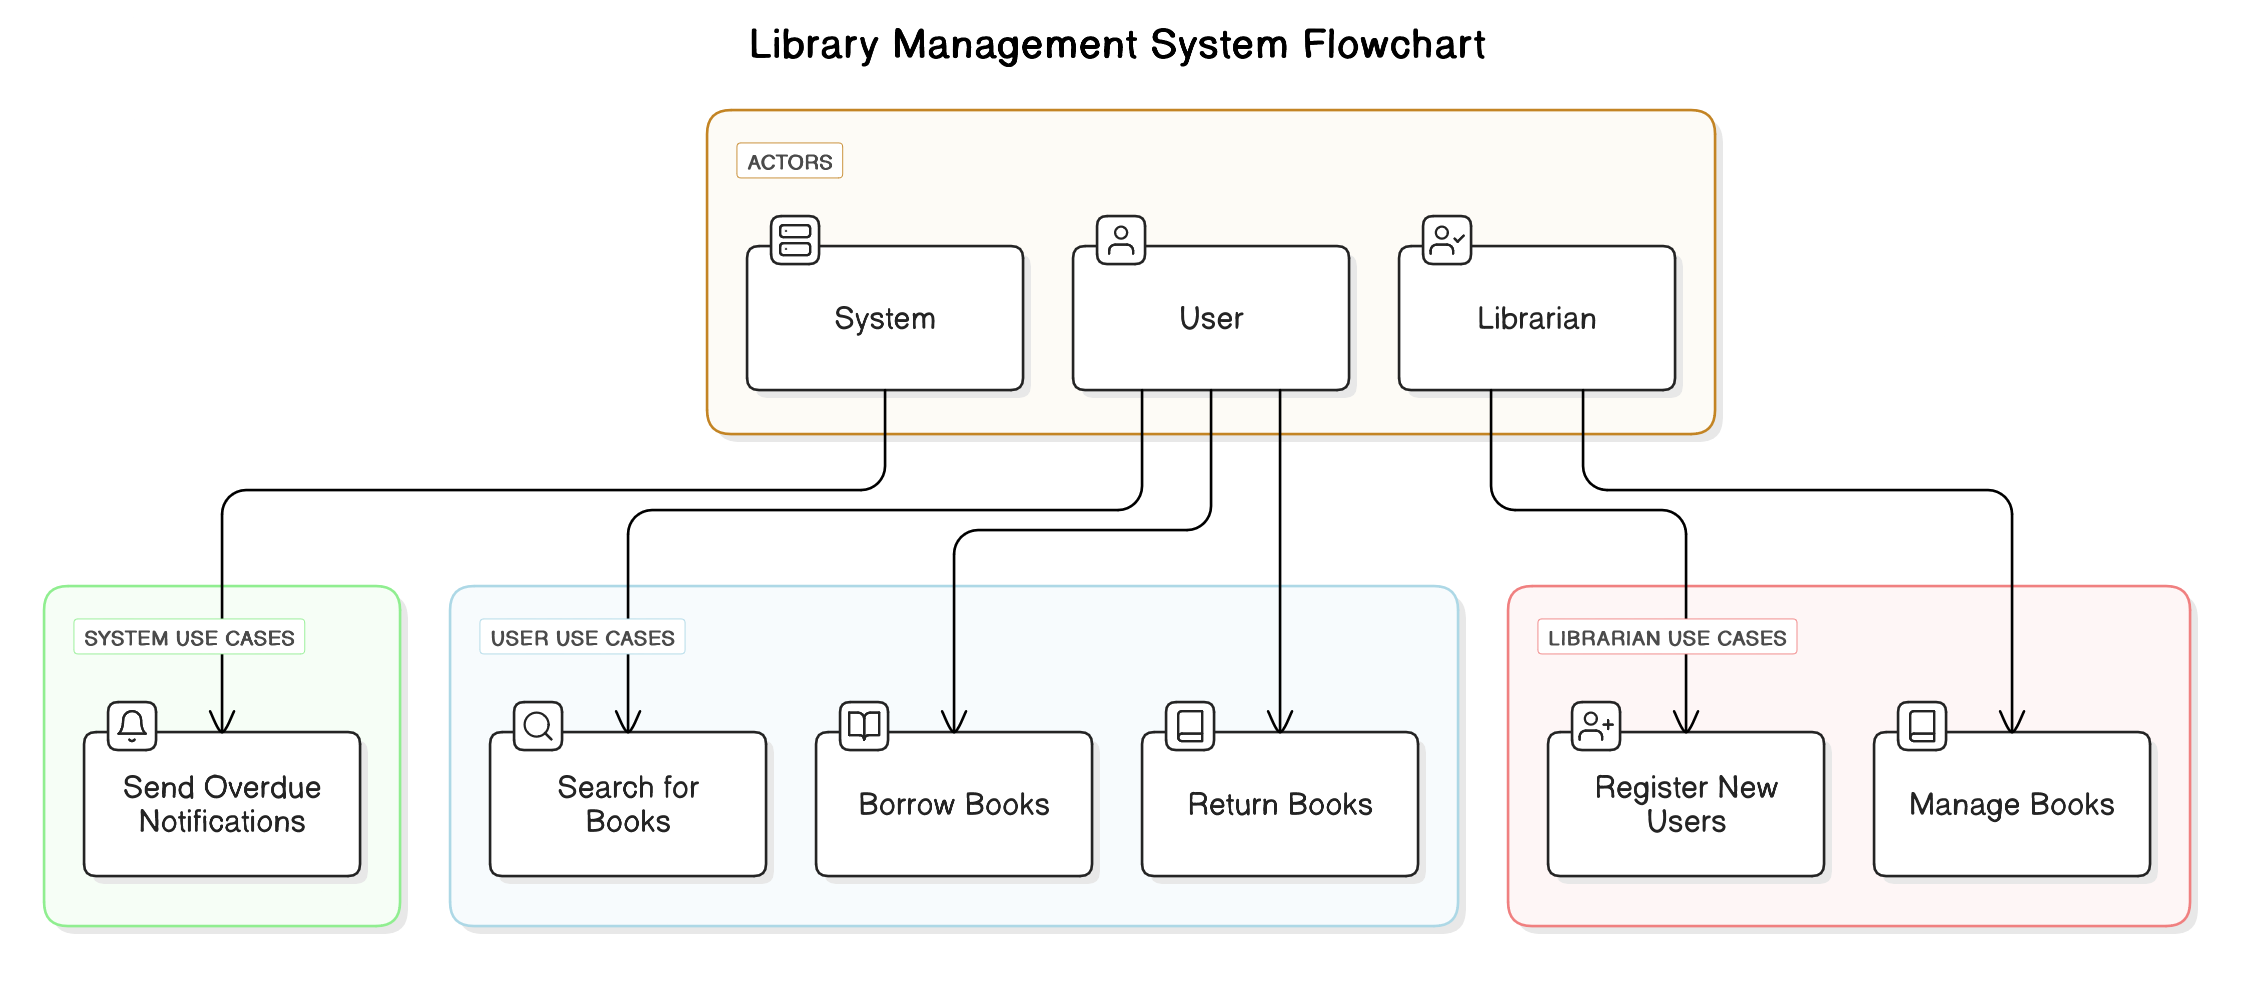 Library Management System Flowchart
ACTORS
System
User
Librarian
SYSTEM USE CASES
USER USE CASES
LIBRARIAN USE CASES
Send Overdue
Notifications
Search for
Books
Borrow Books
Return Books
Register New
Users
Manage Books